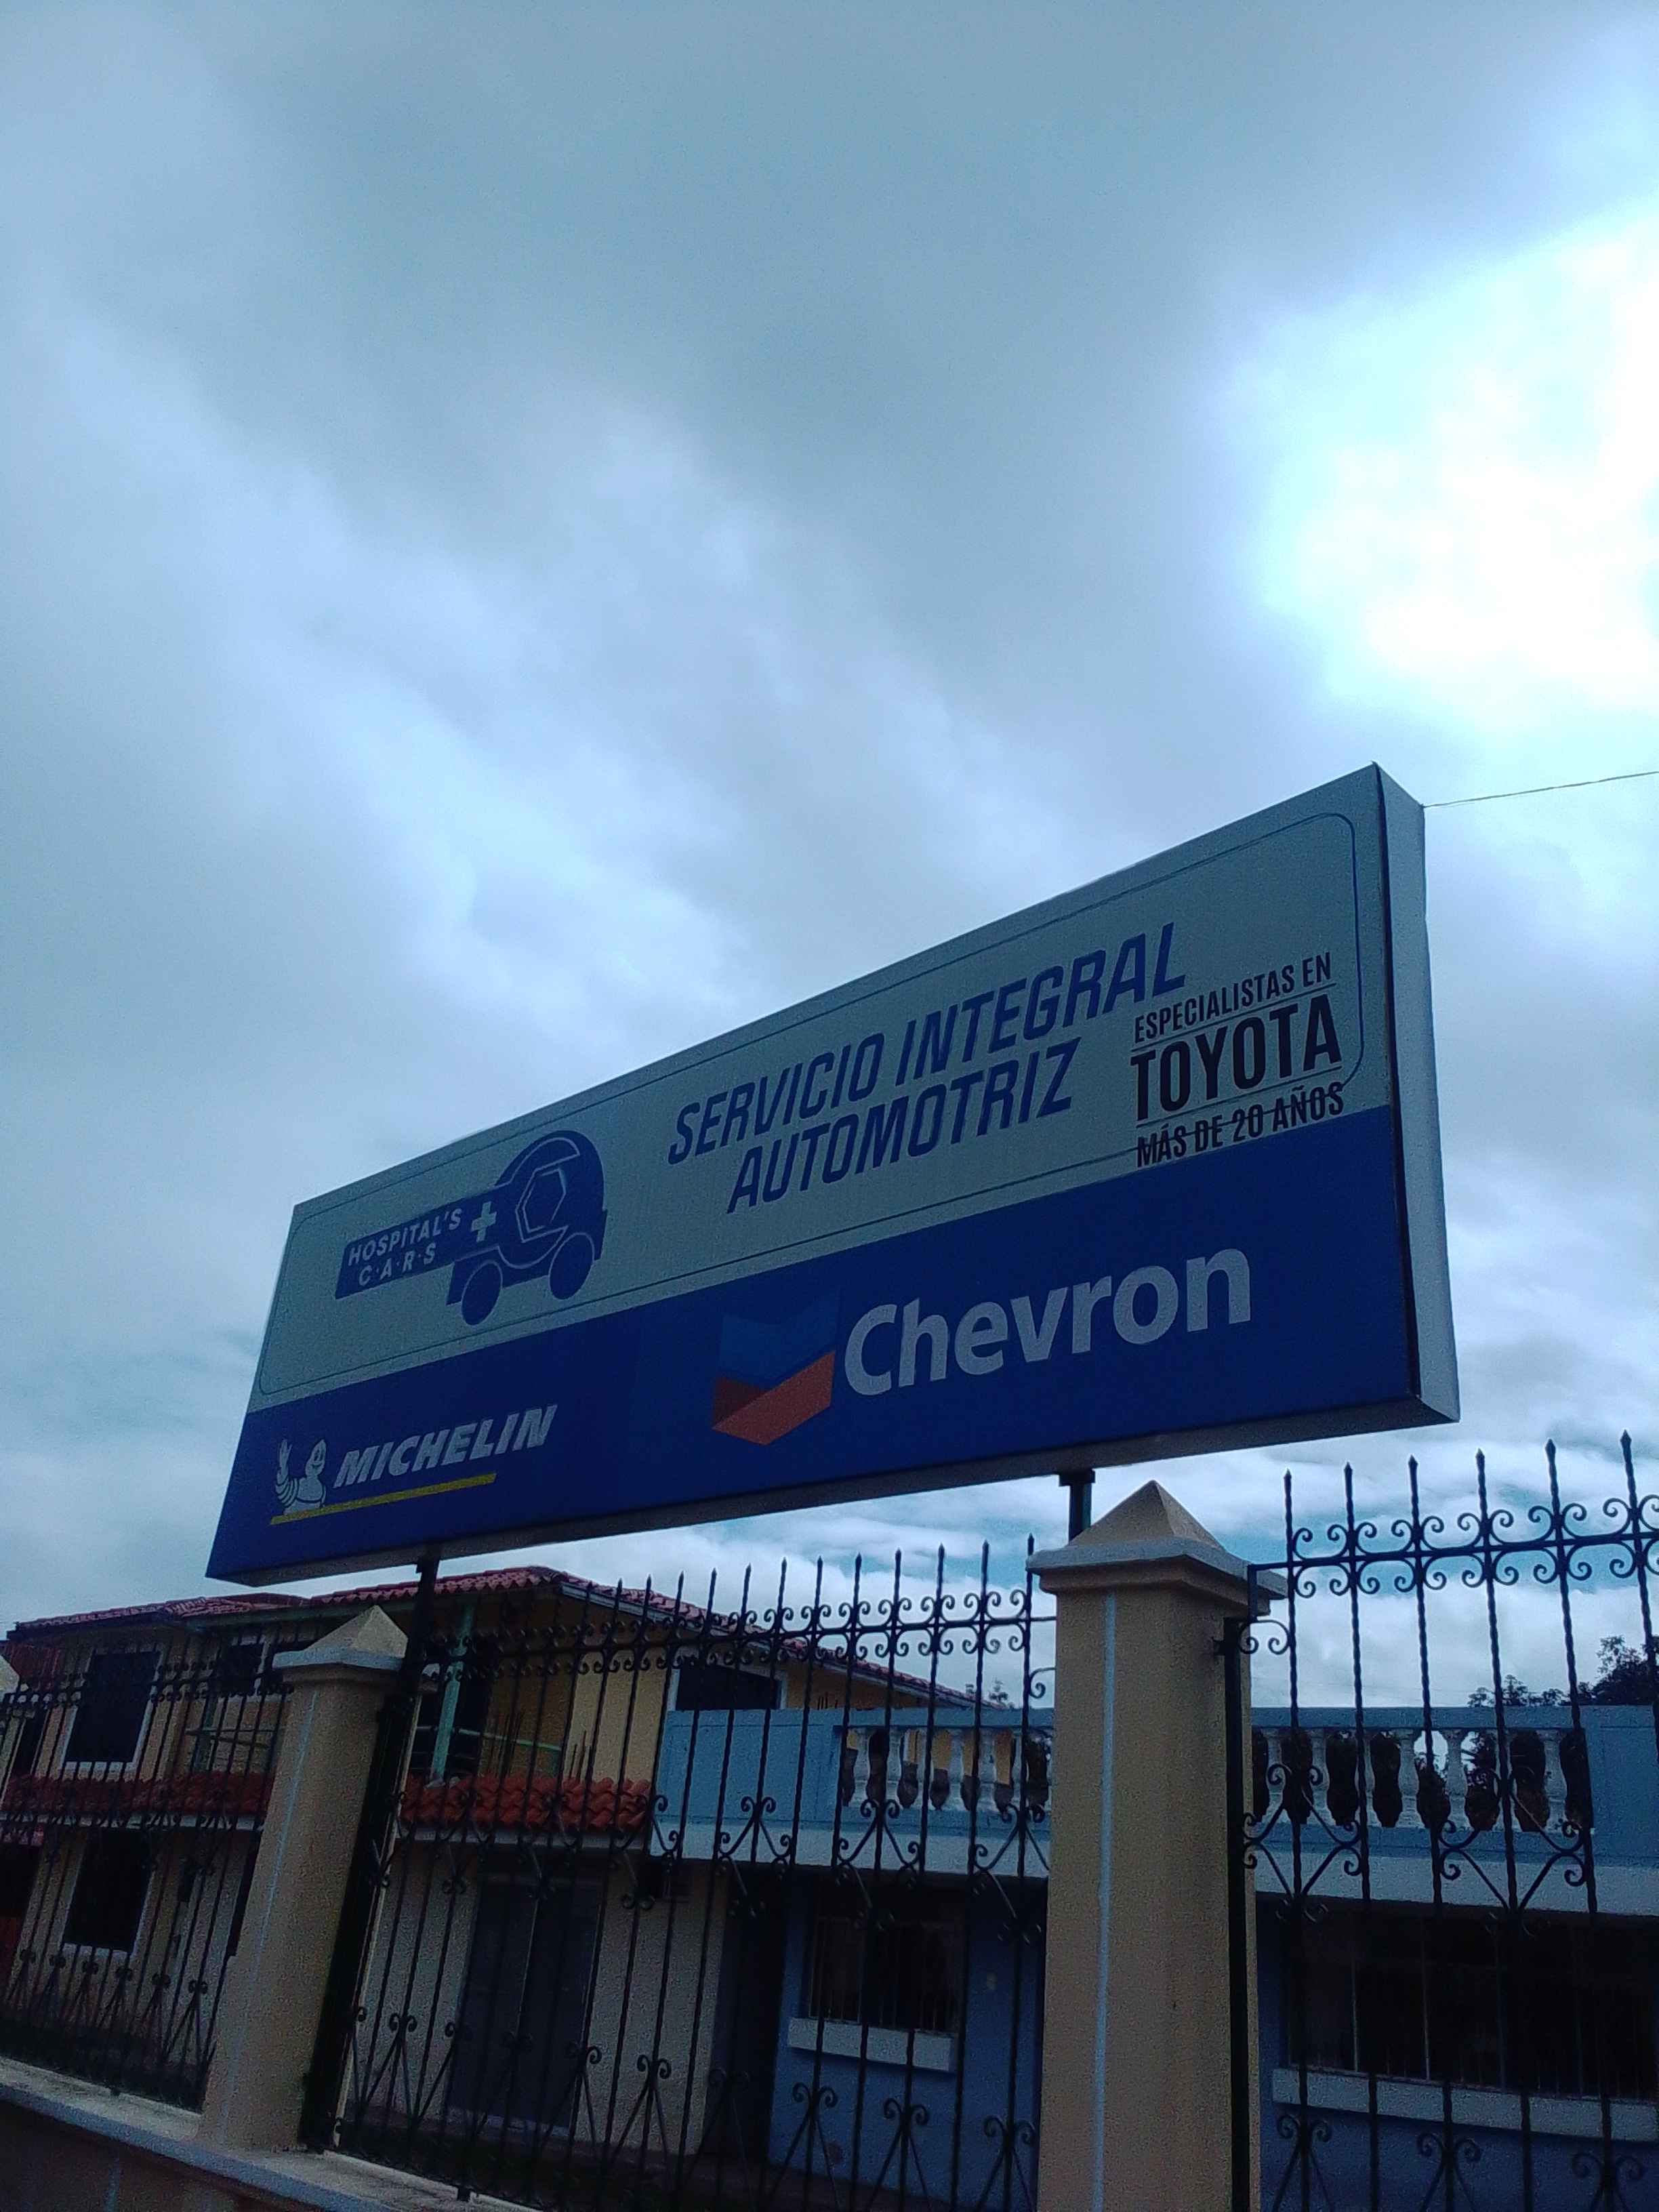 HOSPITAL'S
C·A·R·S
SERVICIO INTEGRAL
AUTOMOTRIZ
ESPECIALISTAS EN
TOYOTA
MÁS DE 20 AÑOS
MICHELIN
Chevron